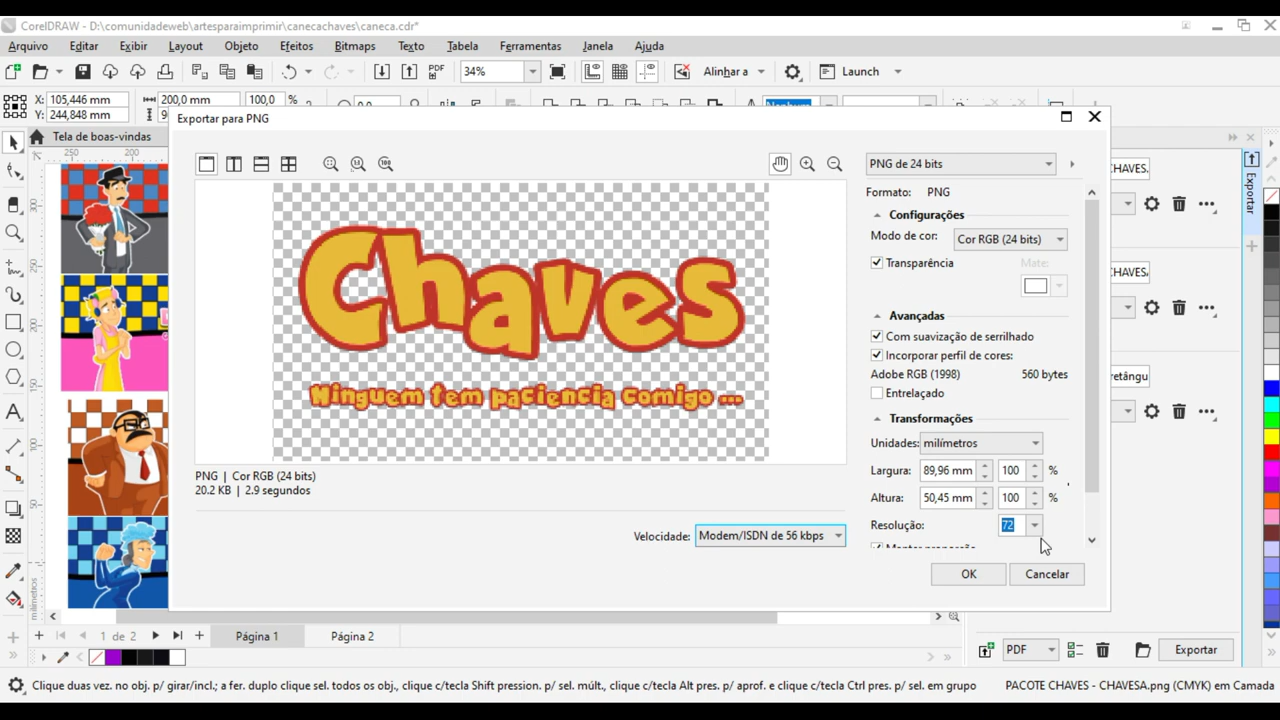 CorelDRAW - D:\comunidadeweb\artesparaimprimir\canecachaves\caneca.cdr*
Arquivo Editar Exibir Layout Objeto Efeitos Bitmaps Texto Tabela Ferramentas Janela Ajuda
PDF 34% Alinhar a Launch
X: 105,446 mm 200,0 mm 100,0 %
Y: 244,848 mm
Exportar para PNG
Tela de boas-vindas
250 200
PNG de 24 bits
CHAVES.
Exportar
Formato: PNG
Configurações
Modo de cor: Cor RGB (24 bits)
Transparência Mate:
CHAVES.
Chaves
Avançadas
Com suavização de serrilhado
Incorporar perfil de cores:
Adobe RGB (1998) 560 bytes
retângu
Entrelaçado
Ninguem tem paciencia comigo ...
Transformações
Unidades: milímetros
Largura: 89,96 mm 100 %
PNG | Cor RGB (24 bits)
20.2 KB | 2.9 segundos
Altura: 50,45 mm 100 %
Resolução: 72
Velocidade: Modem/ISDN de 56 kbps
Manter proporção
OK Cancelar
milímetros
1 de 2 Página 1 Página 2
PDF Exportar
Clique duas vez. no obj. p/ girar/incl.; a fer. duplo clique sel. todos os obj., clique c/tecla Shift pression. p/ sel. múlt., clique c/tecla Alt pres. p/ aprof. e clique c/tecla Ctrl pres. p/ sel. em grupo PACOTE CHAVES - CHAVESA.png (CMYK) em Camada